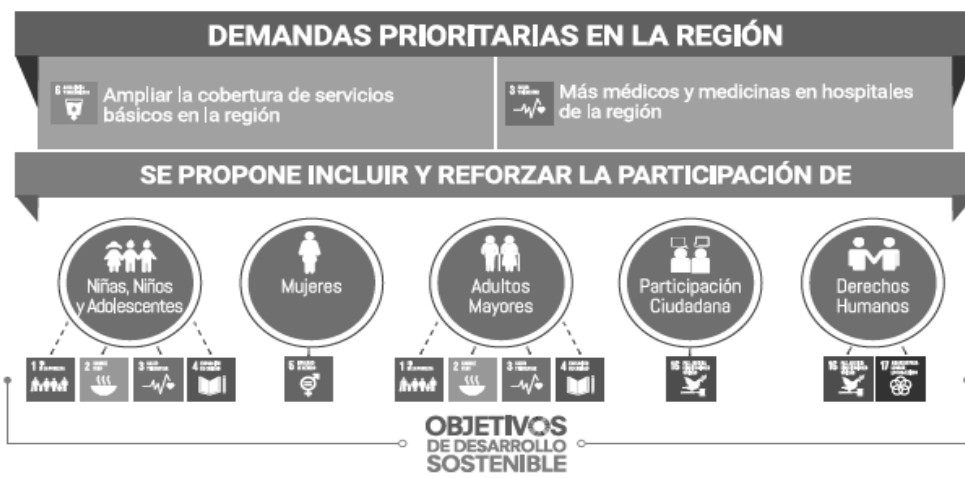 DEMANDAS PRIORITARIAS EN LA REGIÓN
6
Ampliar la cobertura de servicios
básicos en la región
3
Más médicos y medicinas en hospitales
de la región
SE PROPONE INCLUIR Y REFORZAR LA PARTICIPACIÓN DE
Niñas, Niños
y Adolescentes
Mujeres
Adultos
Mayores
Participación
Ciudadana
Derechos
Humanos
1
2
3
4
5
1
2
3
4
16
16
17
OBJETIVOS
DE DESARROLLO
SOSTENIBLE